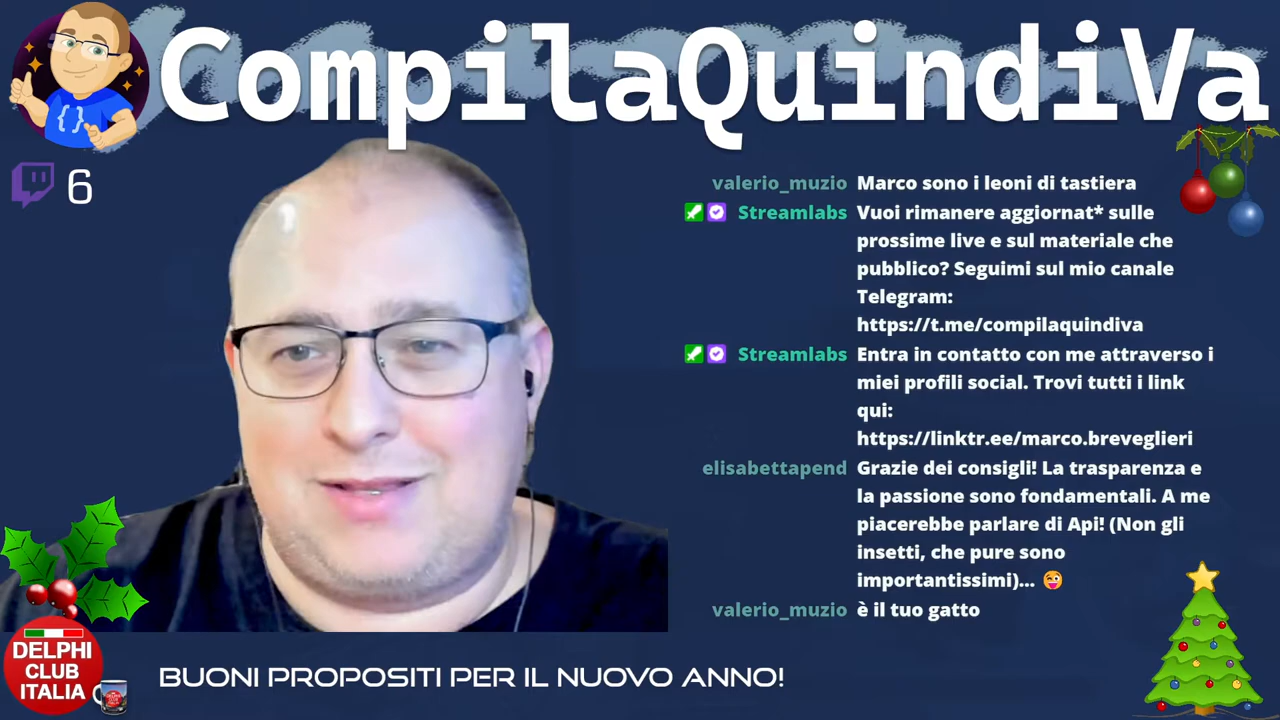 CompilaQuindiVa
{ }
6
valerio_muzio Marco sono i leoni di tastiera
Streamlabs Vuoi rimanere aggiornat* sulle
prossime live e sul materiale che
pubblico? Seguimi sul mio canale
Telegram:
https://t.me/compilaquindiva
Streamlabs Entra in contatto con me attraverso i
miei profili social. Trovi tutti i link
qui:
https://linktr.ee/marco.breveglieri
elisabettapend Grazie dei consigli! La trasparenza e
la passione sono fondamentali. A me
piacerebbe parlare di Api! (Non gli
insetti, che pure sono
importantissimi)... 😜
valerio_muzio è il tuo gatto
DELPHI
CLUB
ITALIA
BUONI PROPOSITI PER IL NUOVO ANNO!